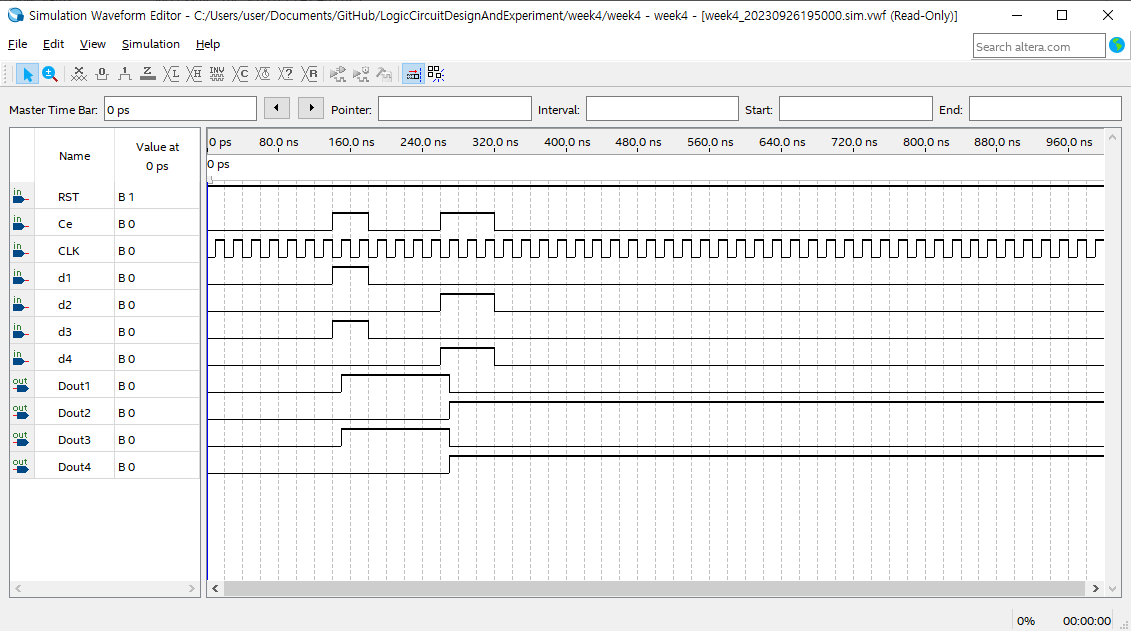 Simulation Waveform Editor - C:/Users/user/Documents/GitHub/LogicCircuitDesignAndExperiment/week4/week4 - week4 - [week4_20230926195000.sim.vwf (Read-Only)]
File Edit View Simulation Help
Search altera.com
Master Time Bar: 0 ps Pointer: Interval: Start: End:
Name Value at 0 ps
0 ps 80.0 ns 160.0 ns 240.0 ns 320.0 ns 400.0 ns 480.0 ns 560.0 ns 640.0 ns 720.0 ns 800.0 ns 880.0 ns 960.0 ns
0 ps
in RST B 1
in Ce B 0
in CLK B 0
in d1 B 0
in d2 B 0
in d3 B 0
in d4 B 0
out Dout1 B 0
out Dout2 B 0
out Dout3 B 0
out Dout4 B 0
0% 00:00:00